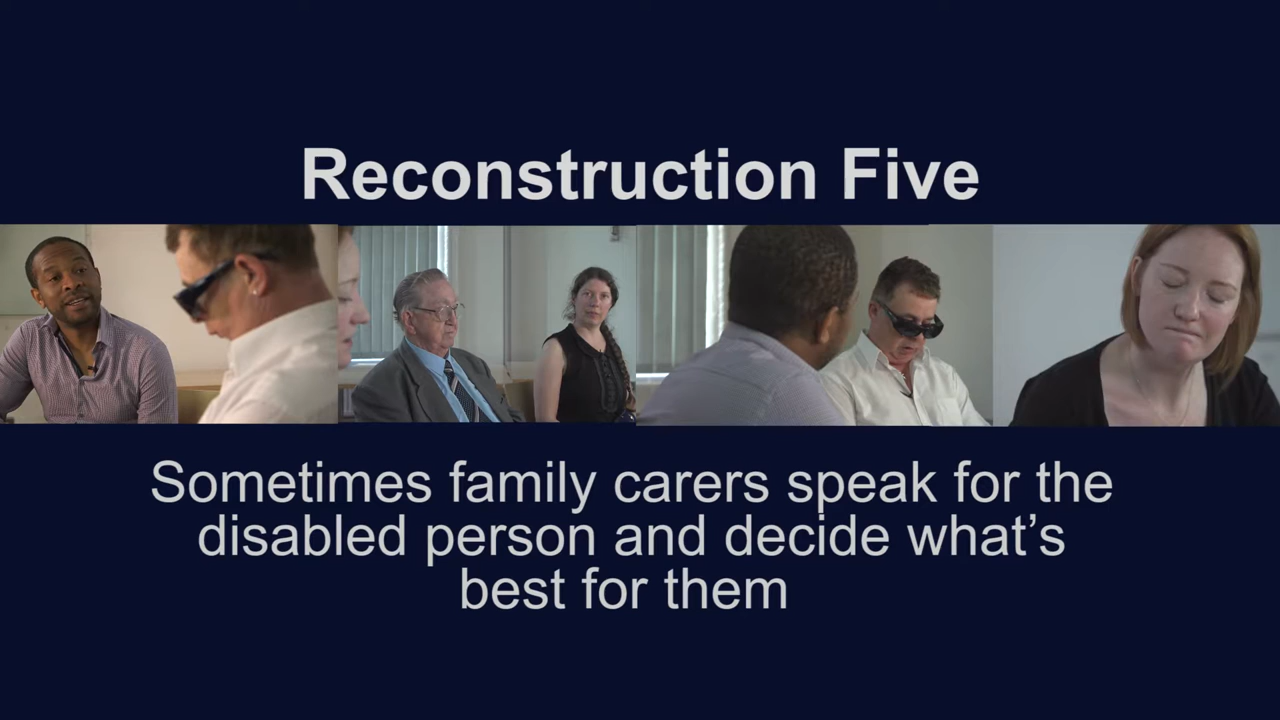 Reconstruction Five
Sometimes family carers speak for the
disabled person and decide what’s
best for them